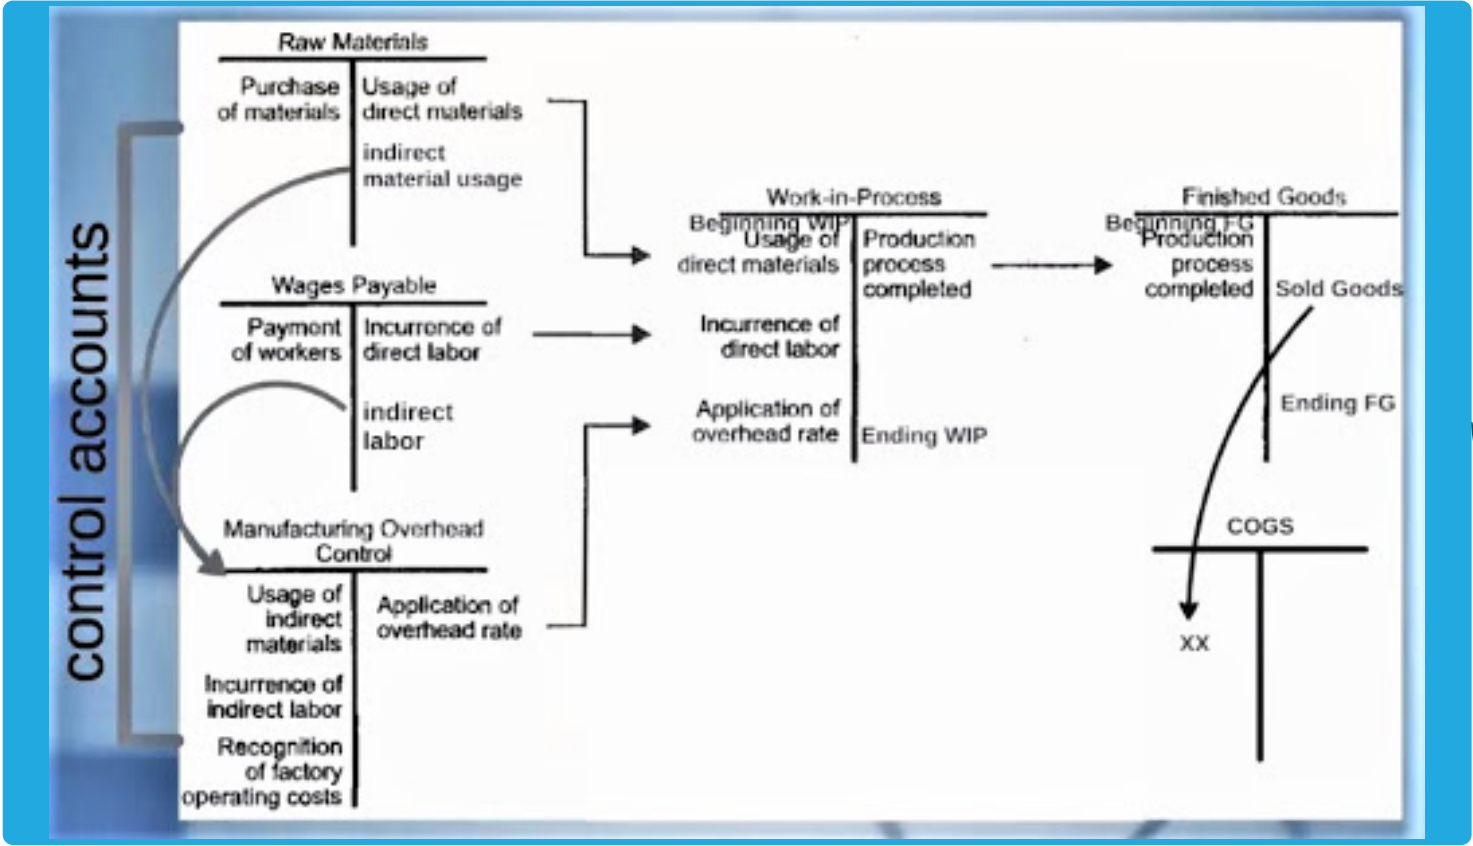 control accounts
Raw Materials
Purchase
of materials
Usage of
direct materials
indirect
material usage
Wages Payable
Payment
of workers
Incurrence of
direct labor
indirect
labor
Manufacturing Overhead
Control
Usage of
indirect
materials
Incurrence of
indirect labor
Recognition
of factory
operating costs
Application of
overhead rate
Work-in-Process
Beginning WIP
Usage of
direct materials
Incurrence of
direct labor
Application of
overhead rate
Production
process
completed
Ending WIP
Finished Goods
Beginning FG
Production
process
completed
Sold Goods
Ending FG
COGS
XX